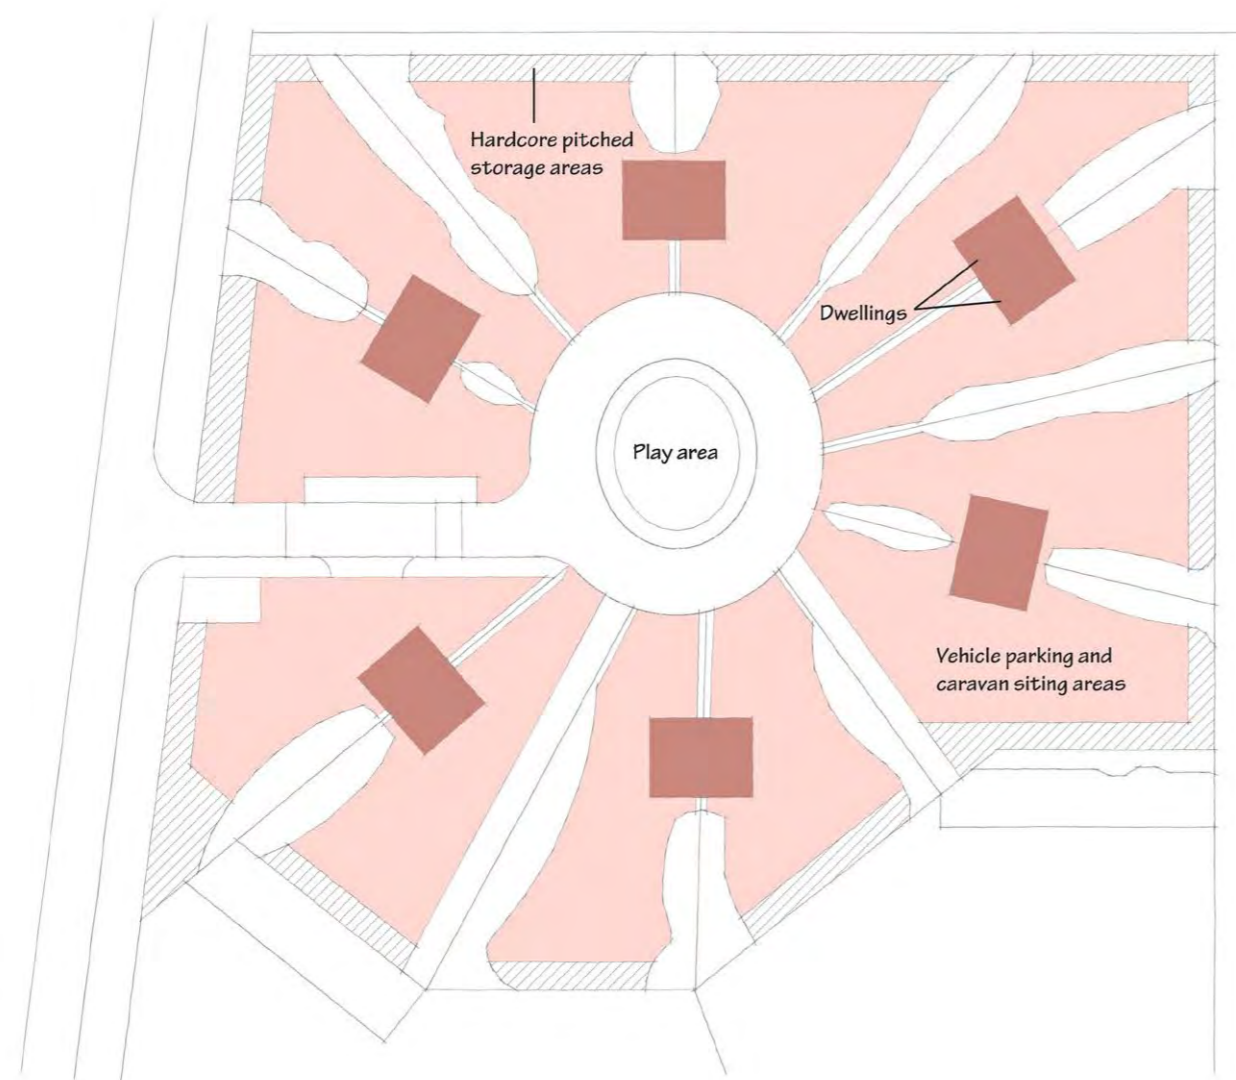 Hardcore pitched
storage areas
Dwellings
Play area
Vehicle parking and
caravan siting areas